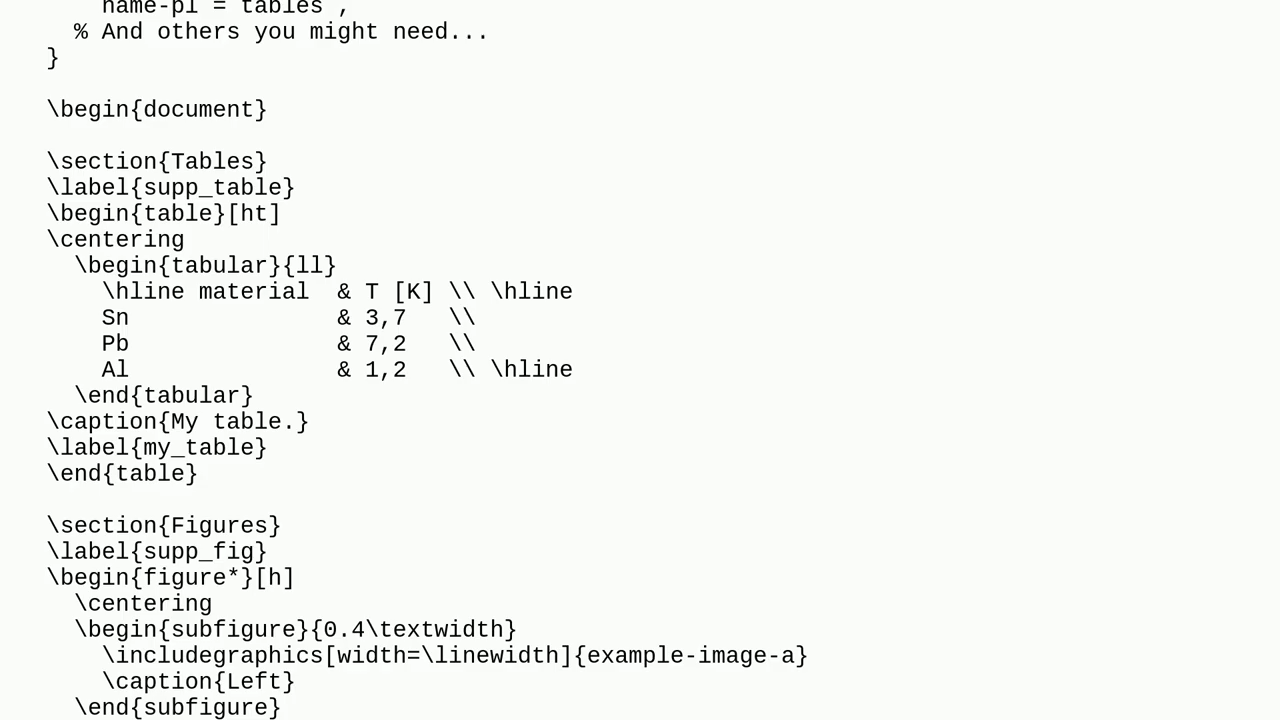 name-pl = tables ,
% And others you might need...
}
\begin{document}
\section{Tables}
\label{supp_table}
\begin{table}[ht]
\centering
\begin{tabular}{ll}
\hline material & T [K] \\ \hline
Sn & 3,7 \\
Pb & 7,2 \\
Al & 1,2 \\ \hline
\end{tabular}
\caption{My table.}
\label{my_table}
\end{table}
\section{Figures}
\label{supp_fig}
\begin{figure*}[h]
\centering
\begin{subfigure}{0.4\textwidth}
\includegraphics[width=\linewidth]{example-image-a}
\caption{Left}
\end{subfigure}